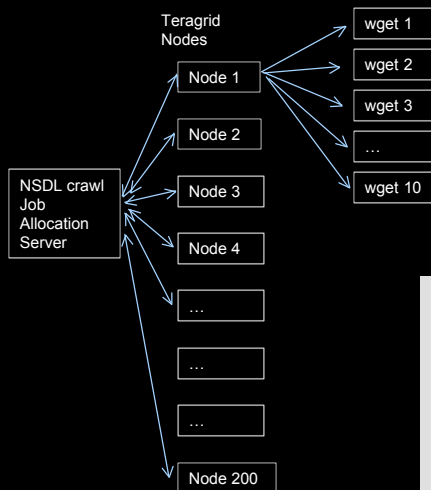 Teragrid
Nodes
Node 1
Node 2
Node 3
Node 4
…
…
…
Node 200
NSDL crawl
Job
Allocation
Server
wget 1
wget 2
wget 3
…
wget 10